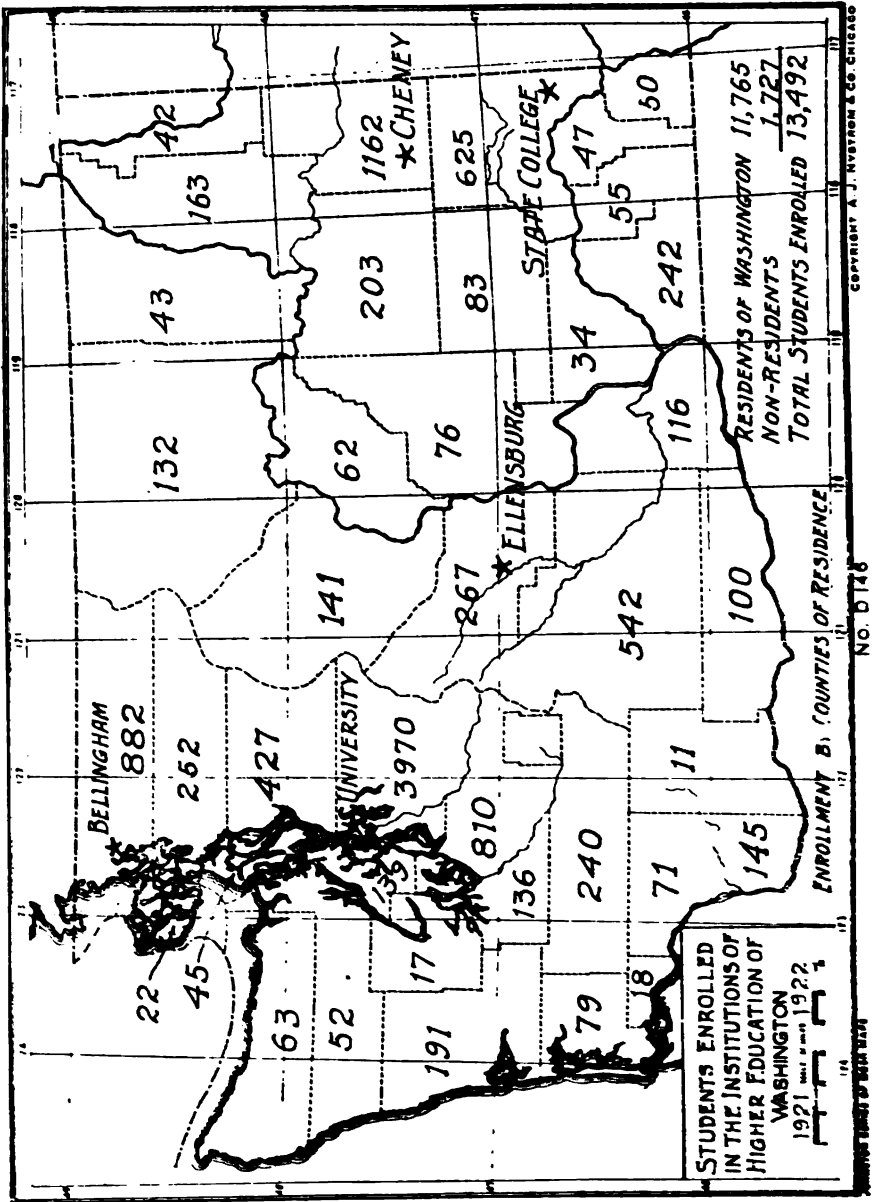 BELLINGHAM
882
22
45
252
427
UNIVERSITY
3970
63
52
139
17
191
810
136
79
240
18
71
11
145
132
43
163
42
141
62
203
1162
CHENEY
76
267
ELLENSBURG
83
625
STATE COLLEGE
542
34
116
242
55
47
50
100
RESIDENTS OF WASHINGTON 11,765
NON-RESIDENTS 1,727
TOTAL STUDENTS ENROLLED 13,492
ENROLLMENT BY COUNTIES OF RESIDENCE
STUDENTS ENROLLED
IN THE INSTITUTIONS OF
HIGHER EDUCATION OF
WASHINGTON
1921 1922
No. D 146
COPYRIGHT A. J. NYSTROM & CO. CHICAGO